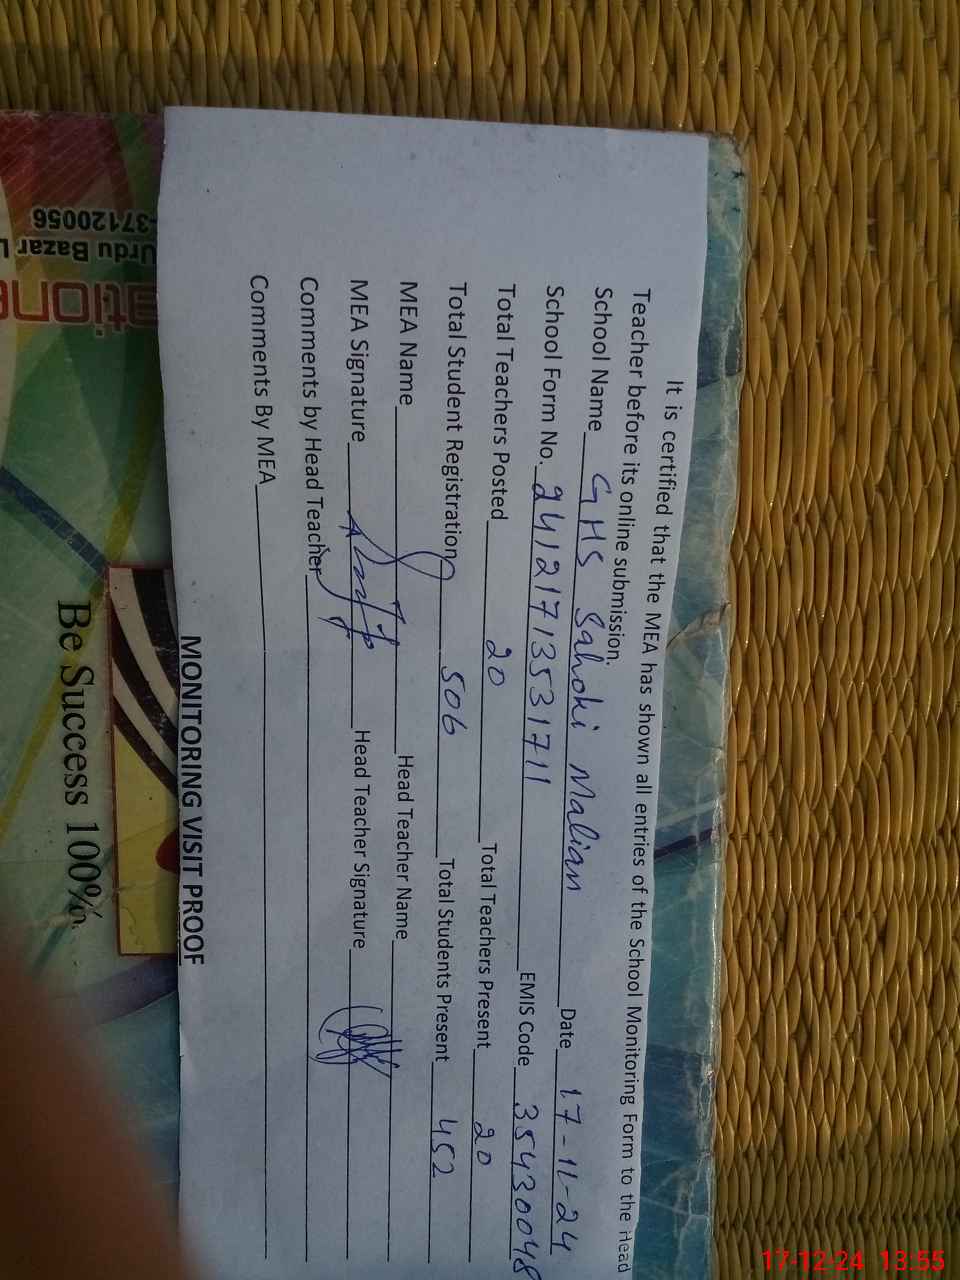 It is certified that the MEA has shown all entries of the School Monitoring Form to the Head
Teacher before its online submission.
School Name GHS Sahoki Malian Date 17-11-24
School Form No. 24121713531711 EMIS Code 35430048
Total Teachers Posted 20 Total Teachers Present 20
Total Student Registration 506 Total Students Present 452
MEA Name Head Teacher Name
MEA Signature Head Teacher Signature
Comments by Head Teacher
Comments By MEA
MONITORING VISIT PROOF
Be Success 100%.
Urdu Bazar
-37120056
17-12-24 13:55